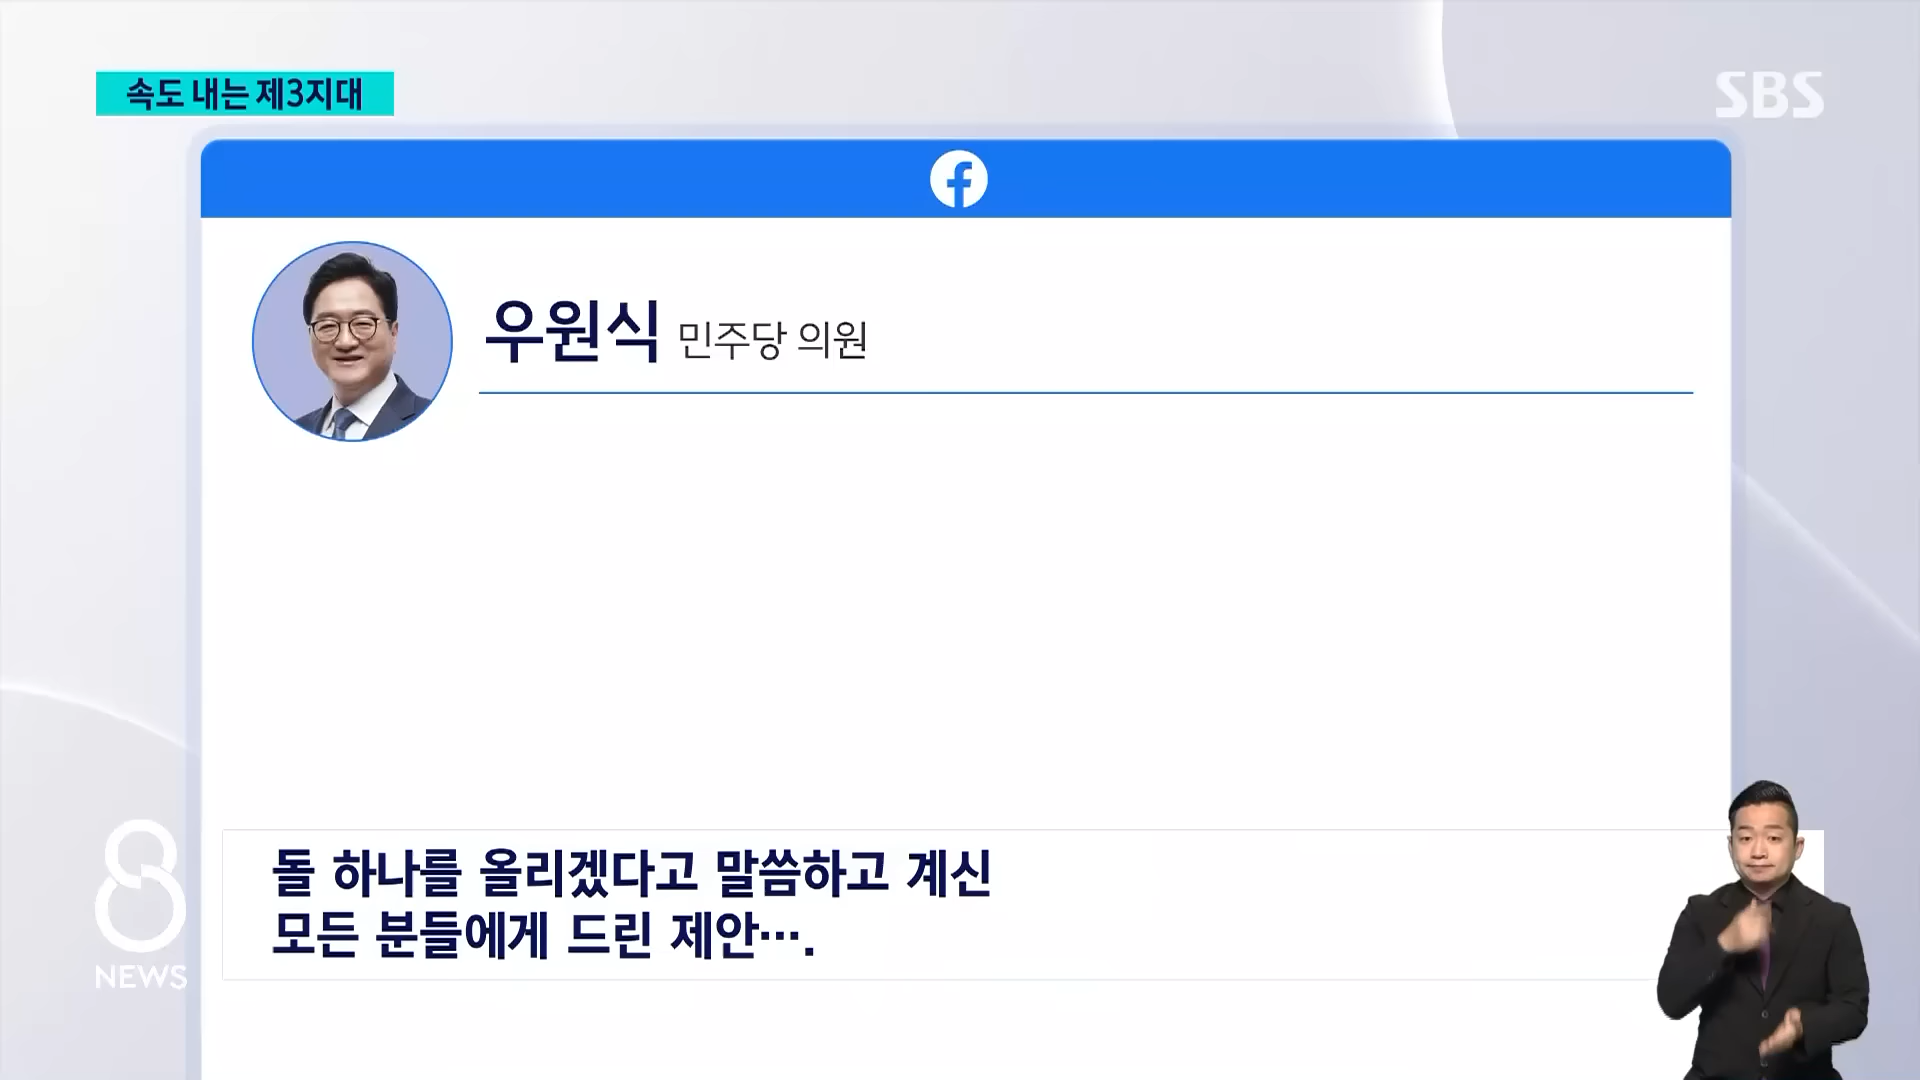 속도 내는 제3지대
SBS
우원식 민주당 의원
돌 하나를 올리겠다고 말씀하고 계신
모든 분들에게 드린 제안….
8
NEWS